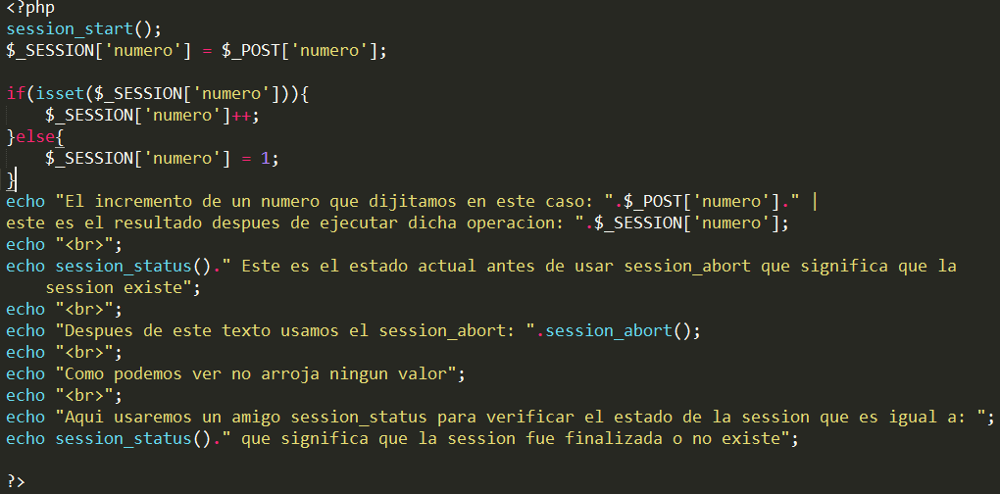 <?php
session_start();
$_SESSION['numero'] = $_POST['numero'];
if(isset($_SESSION['numero'])){
$_SESSION['numero']++;
}else{
$_SESSION['numero'] = 1;
}
echo "El incremento de un numero que dijitamos en este caso: ".$_POST['numero']." |
este es el resultado despues de ejecutar dicha operacion: ".$_SESSION['numero'];
echo "<br>";
echo session_status()." Este es el estado actual antes de usar session_abort que significa que la
session existe";
echo "<br>";
echo "Despues de este texto usamos el session_abort: ".session_abort();
echo "<br>";
echo "Como podemos ver no arroja ningun valor";
echo "<br>";
echo "Aqui usaremos un amigo session_status para verificar el estado de la session que es igual a: ";
echo session_status()." que significa que la session fue finalizada o no existe";
?>